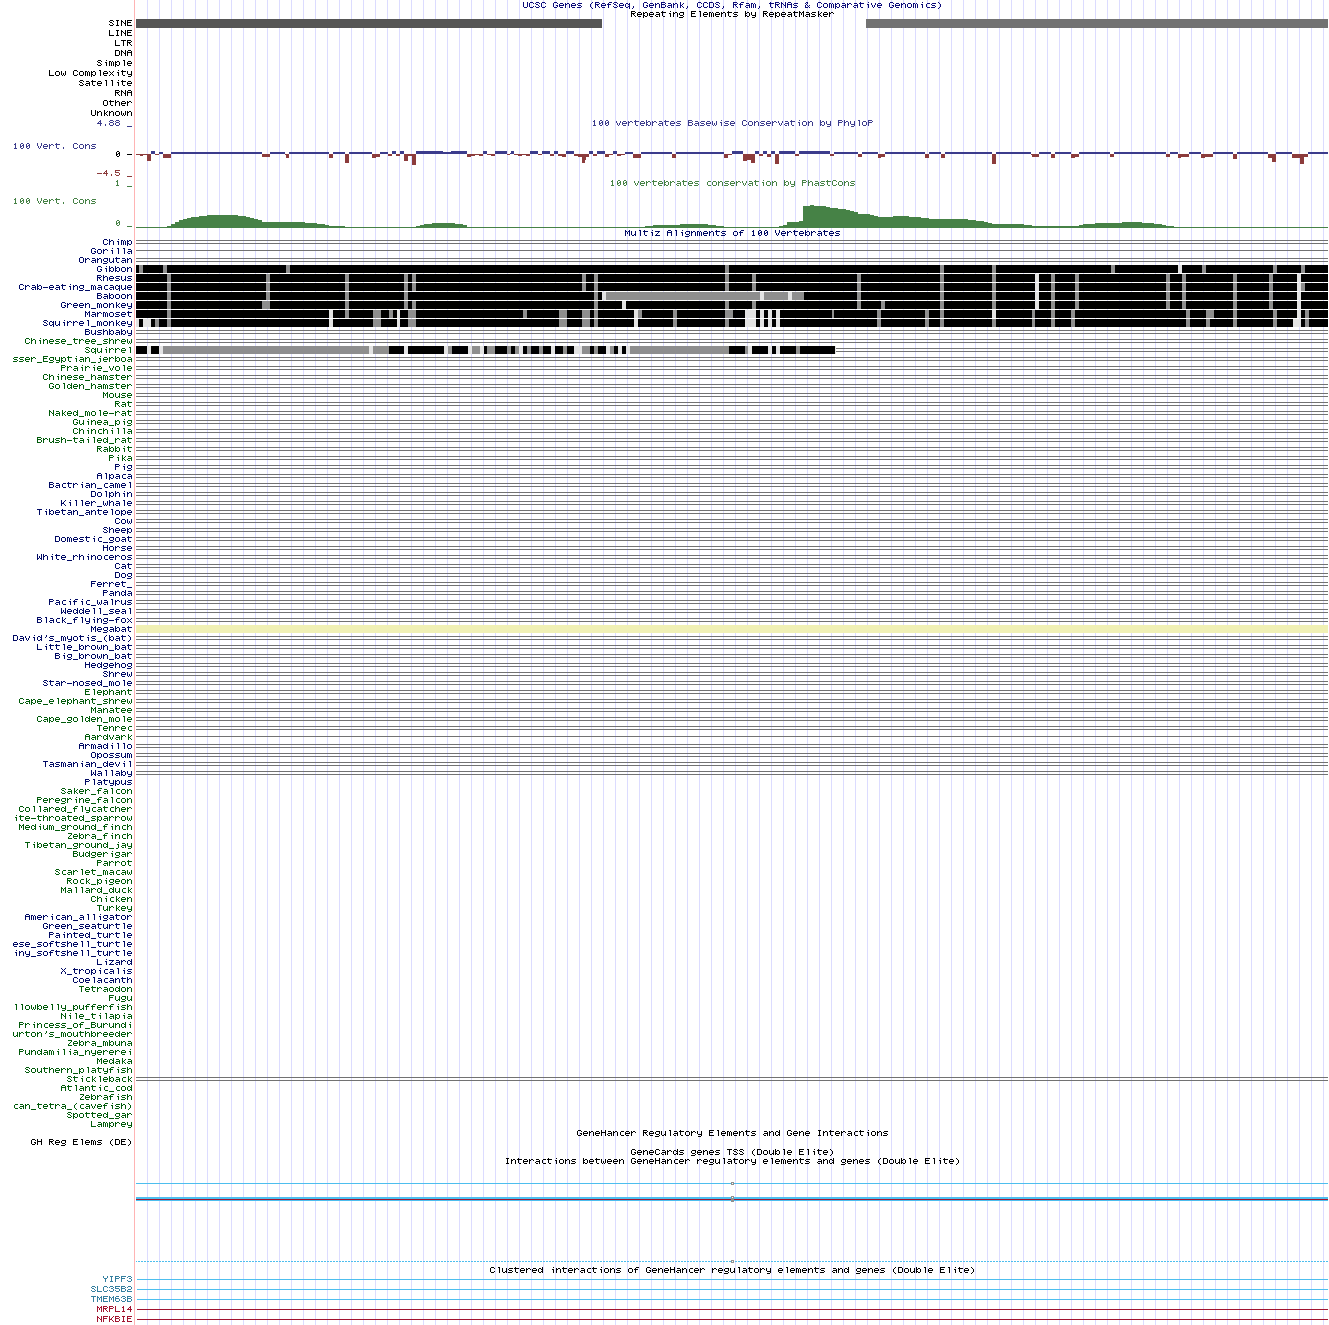 UCSC Genes (RefSeq, GenBank, CCDS, Rfam, tRNAs & Comparative Genomics)
Repeating Elements by RepeatMasker
SINE
LINE
LTR
DNA
Simple
Low Complexity
Satellite
RNA
Other
Unknown
100 vertebrates Basewise Conservation by PhyloP
4.88 _
100 Vert. Cons
0 _
-4.5 _
100 vertebrates conservation by PhastCons
1 _
100 Vert. Cons
0 _
Multiz Alignments of 100 Vertebrates
Chimp
Gorilla
Orangutan
Gibbon
Rhesus
Crab-eating_macaque
Baboon
Green_monkey
Marmoset
Squirrel_monkey
Bushbaby
Chinese_tree_shrew
Squirrel
sser_Egyptian_jerboa
Prairie_vole
Chinese_hamster
Golden_hamster
Mouse
Rat
Naked_mole-rat
Guinea_pig
Chinchilla
Brush-tailed_rat
Rabbit
Pika
Pig
Alpaca
Bactrian_camel
Dolphin
Killer_whale
Tibetan_antelope
Cow
Sheep
Domestic_goat
Horse
White_rhinoceros
Cat
Dog
Ferret_
Panda
Pacific_walrus
Weddell_seal
Black_flying-fox
Megabat
David's_myotis_(bat)
Little_brown_bat
Big_brown_bat
Hedgehog
Shrew
Star-nosed_mole
Elephant
Cape_elephant_shrew
Manatee
Cape_golden_mole
Tenrec
Aardvark
Armadillo
Opossum
Tasmanian_devil
Wallaby
Platypus
Saker_falcon
Peregrine_falcon
Collared_flycatcher
ite-throated_sparrow
Medium_ground_finch
Zebra_finch
Tibetan_ground_jay
Budgerigar
Parrot
Scarlet_macaw
Rock_pigeon
Mallard_duck
Chicken
Turkey
American_alligator
Green_seaturtle
Painted_turtle
ese_softshell_turtle
iny_softshell_turtle
Lizard
X_tropicalis
Coelacanth
Tetraodon
Fugu
llowbelly_pufferfish
Nile_tilapia
Princess_of_Burundi
urton's_mouthbreeder
Zebra_mbuna
Pundamilia_nyererei
Medaka
Southern_platyfish
Stickleback
Atlantic_cod
Zebrafish
can_tetra_(cavefish)
Spotted_gar
Lamprey
GeneHancer Regulatory Elements and Gene Interactions
GH Reg Elems (DE)
GeneCards genes TSS (Double Elite)
Interactions between GeneHancer regulatory elements and genes (Double Elite)
Clustered interactions of GeneHancer regulatory elements and genes (Double Elite)
YIPF3
SLC35B2
TMEM63B
MRPL14
NFKBIE